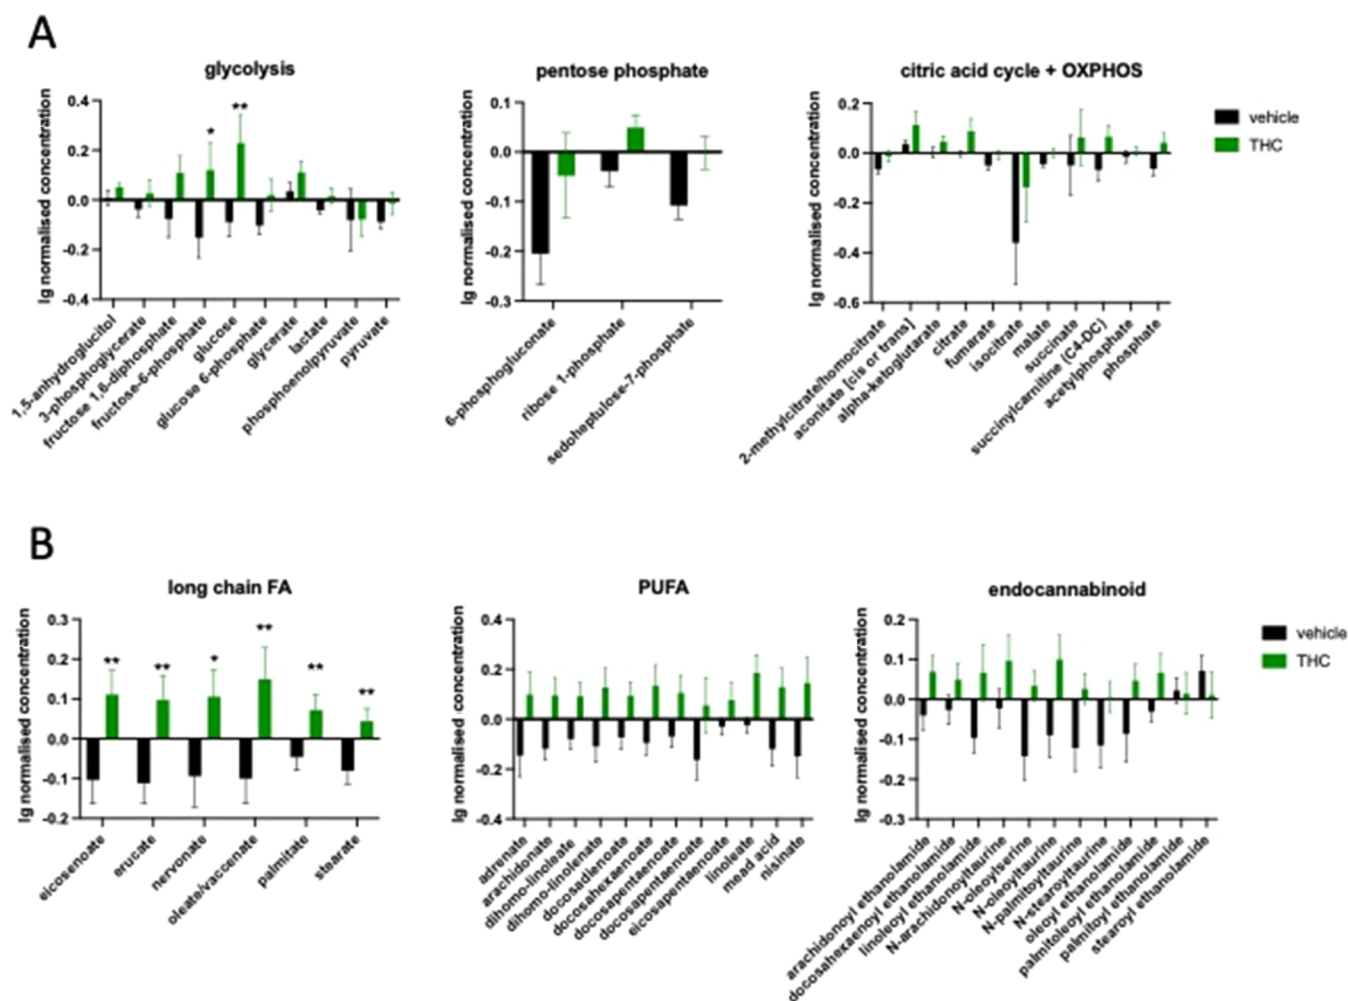 A
glycolysis
lg normalised concentration
0.4
0.2
0.0
-0.2
-0.4
*
**
1,5-anhydroglucitol
3-phosphoglycerate
fructose 1,6-diphosphate
fructose-6-phosphate
glucose
glucose 6-phosphate
glycerate
lactate
phosphoenolpyruvate
pyruvate
pentose phosphate
lg normalised concentration
0.1
0.0
-0.1
-0.2
-0.3
6-phosphogluconate
ribose 1-phosphate
sedoheptulose-7-phosphate
citric acid cycle + OXPHOS
lg normalised concentration
0.2
0.0
-0.2
-0.4
-0.6
2-methylcitrate/homocitrate
aconitate [cis or trans]
alpha-katoglutarate
citrate
fumarate
isocitrate
malate
succinate
succinylcarnitine (C4-DC)
acetylphosphate
phosphate
vehicle
THC
B
long chain FA
lg normalised concentration
0.3
0.2
0.1
0.0
-0.1
-0.2
**
**
*
**
**
**
eicosenoate
erucate
nervonate
oleate/vaccenate
palmitate
stearate
PUFA
lg normalised concentration
0.4
0.2
0.0
-0.2
-0.4
adrenate
arachidonate
dihomo-linoleate
dihomo-linolenate
docosadienoate
docosahexaenoate
docosapentaenoate
docosapentaenoate
eicosapentaenoate
linoleate
mead acid
nisinate
endocannabinoid
lg normalised concentration
0.2
0.1
0.0
-0.1
-0.2
-0.3
arachidonoyl ethanolamide
docosahexaenoyl ethanolamide
linoleoyl ethanolamide
N-arachidonoyltaurine
N-oleoylserine
N-oleoyltaurine
N-palmitoyltaurine
N-stearoyltaurine
oleoyl ethanolamide
palmitoleoyl ethanolamide
palmitoyl ethanolamide
stearoyl ethanolamide
vehicle
THC